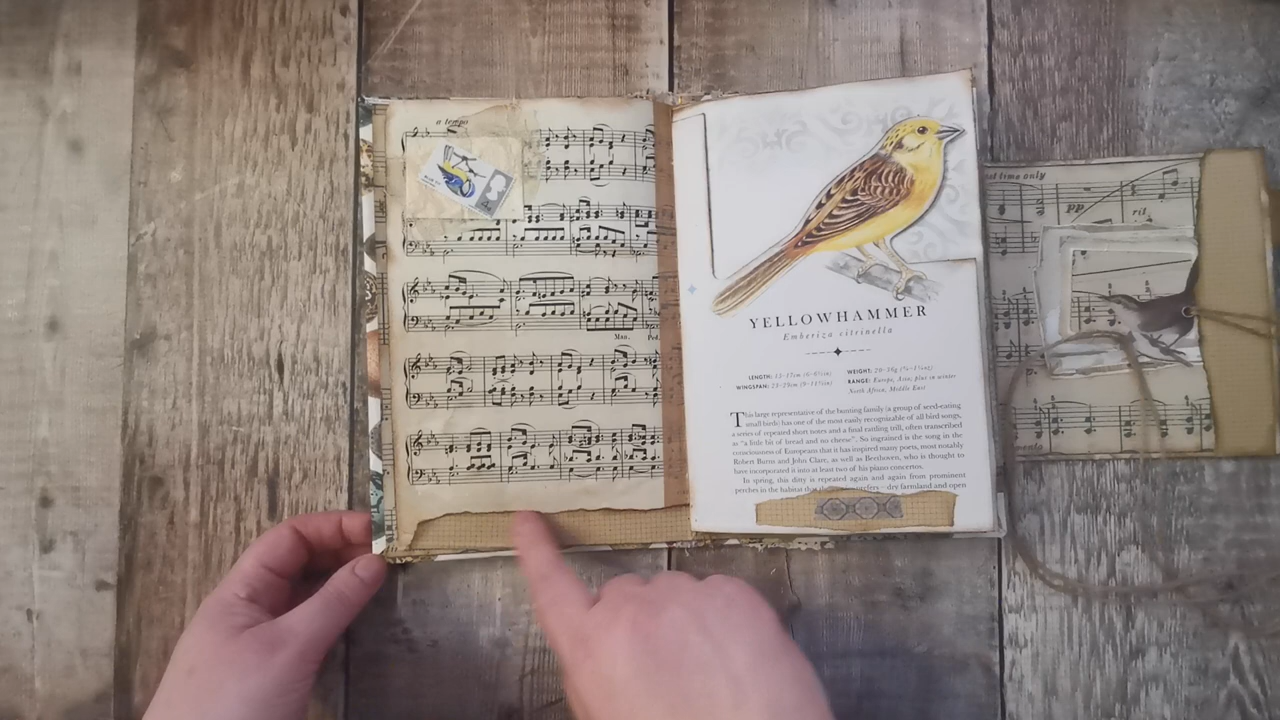 a tempo
Man. Ped.
YELLOWHAMMER
Emberiza citrinella
LENGTH: 15–17cm (6–6½in)
WINGSPAN: 23–29cm (9–11½in)
WEIGHT: 20–36g
RANGE: Europe, Asia; plus in winter
North Africa, Middle East
This large representative of the bunting family (a group of seed-eating
small birds) has one of the most easily recognizable of all bird songs,
a series of repeated short notes and a final rattling trill, often transcribed
as “a little bit of bread and no cheese”. So ingrained is the song in the
consciousness of Europeans that it has inspired many poets, most notably
Robert Burns and John Clare, as well as Beethoven, who is thought to
have incorporated it into at least two of his piano concertos.
In spring, this ditty is repeated again and again from prominent
perches in the habitat that prefers – dry farmland and open
time only
pp rit.